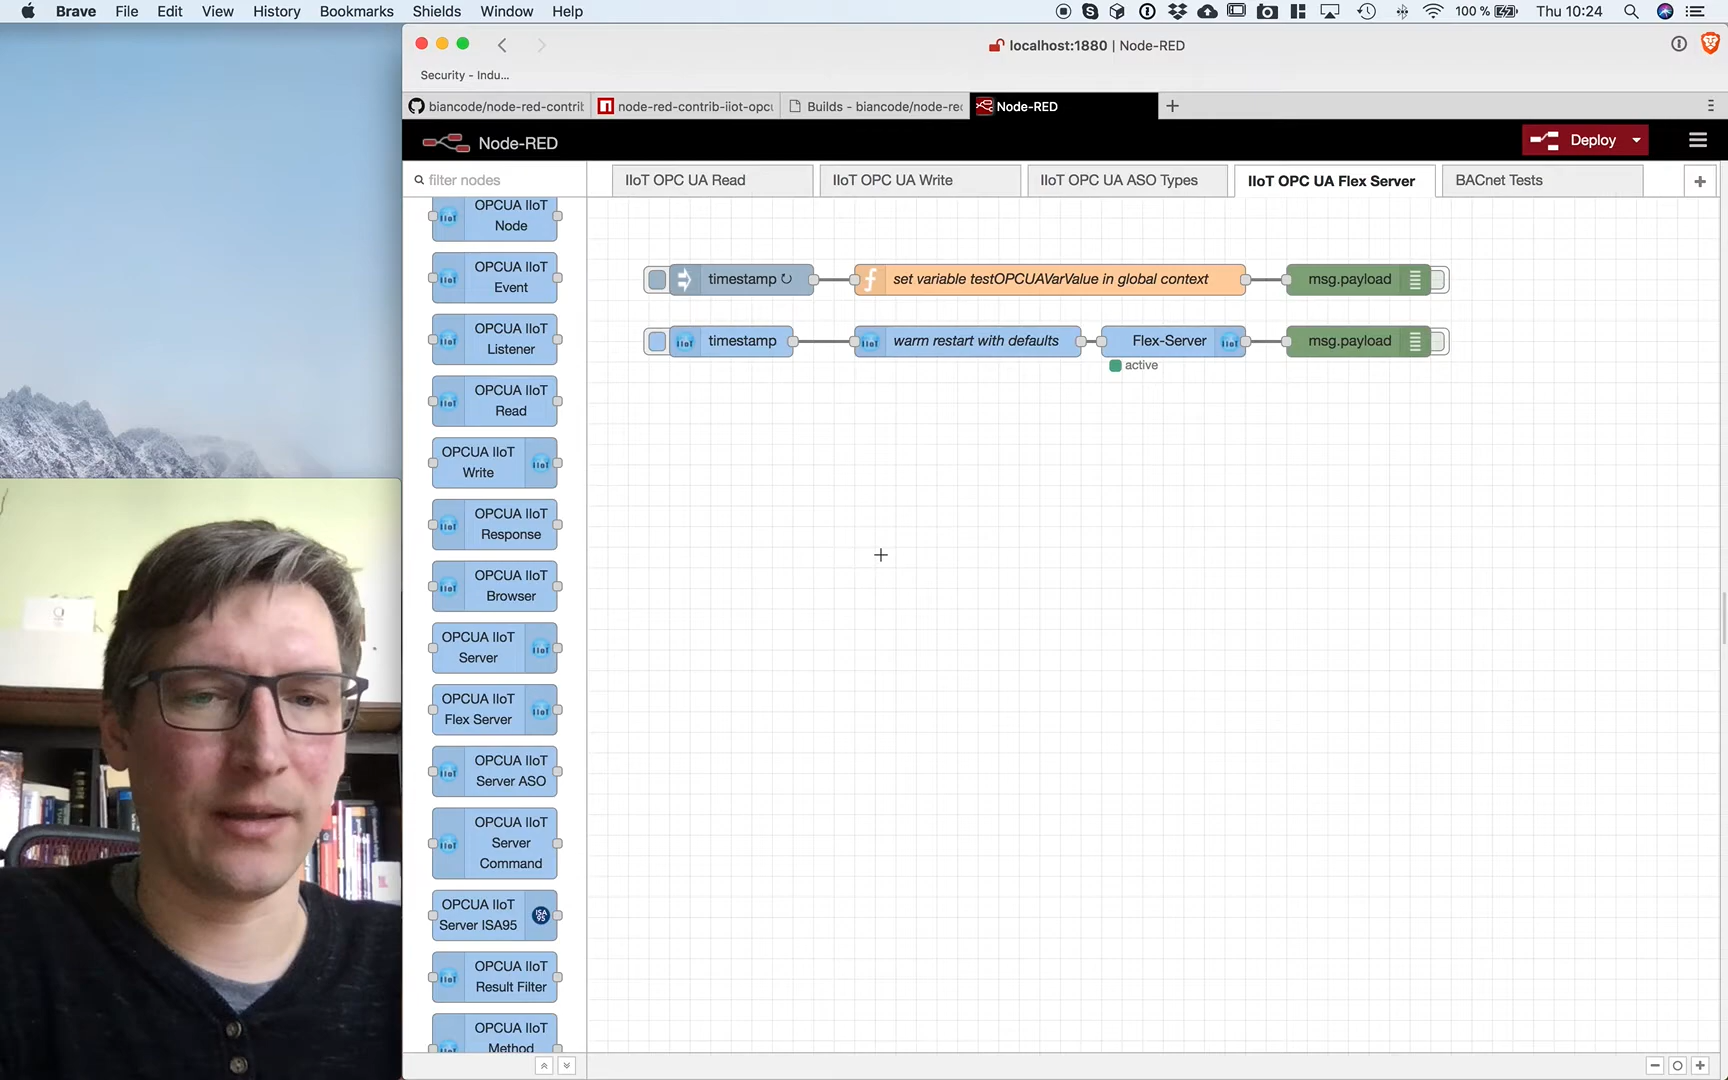 Brave File Edit View History Bookmarks Shields Window Help
100 % Thu 10:24
localhost:1880 | Node-RED
Security - Indu...
biancode/node-red-contrib
node-red-contrib-iiot-opcu
Builds - biancode/node-rec
Node-RED
Node-RED
Deploy
filter nodes
IIoT OPC UA Read
IIoT OPC UA Write
IIoT OPC UA ASO Types
IIoT OPC UA Flex Server
BACnet Tests
OPCUA IIoT
Node
OPCUA IIoT
Event
OPCUA IIoT
Listener
OPCUA IIoT
Read
OPCUA IIoT
Write
OPCUA IIoT
Response
OPCUA IIoT
Browser
OPCUA IIoT
Server
OPCUA IIoT
Flex Server
OPCUA IIoT
Server ASO
OPCUA IIoT
Server
Command
OPCUA IIoT
Server ISA95
OPCUA IIoT
Result Filter
OPCUA IIoT
Method
timestamp ↻
set variable testOPCUAVarValue in global context
msg.payload
timestamp
warm restart with defaults
Flex-Server
msg.payload
active